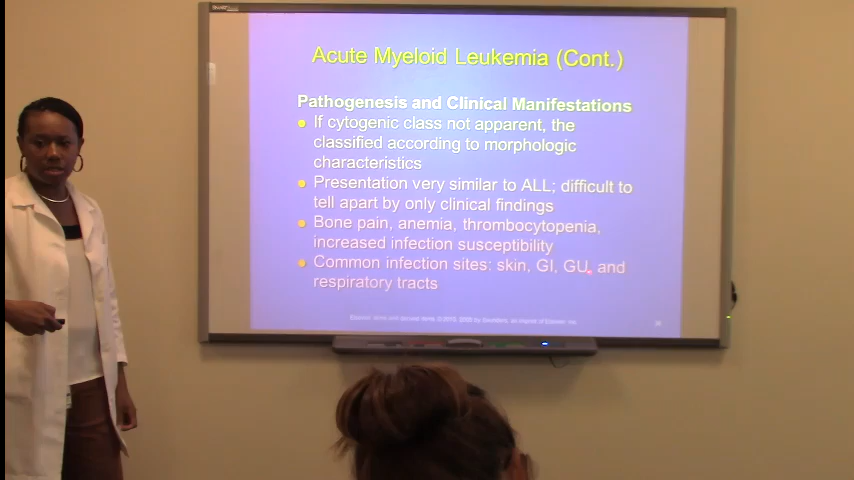 Acute Myeloid Leukemia (Cont.)
Pathogenesis and Clinical Manifestations
If cytogenic class not apparent, the
classified according to morphologic
characteristics
Presentation very similar to ALL; difficult to
tell apart by only clinical findings
Bone pain, anemia, thrombocytopenia,
increased infection susceptibility
Common infection sites: skin, GI, GU, and
respiratory tracts